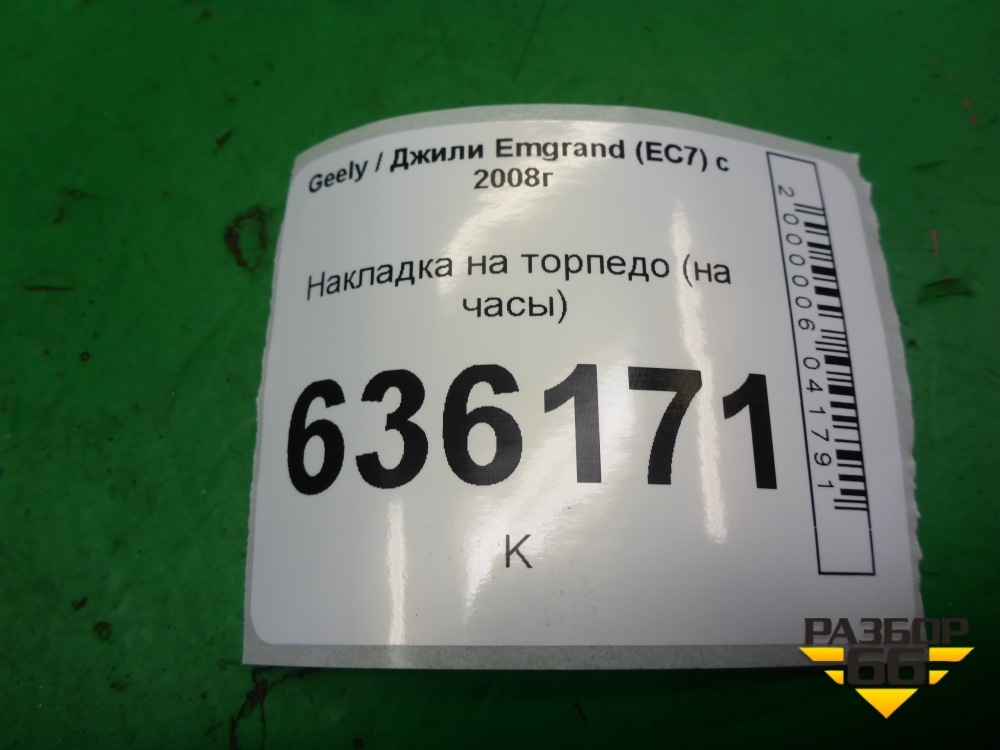 Geely / Джили Emgrand (EC7) с
2008г
Накладка на торпедо (на
часы)
636171
К
2000006041791
РАЗБОР
66